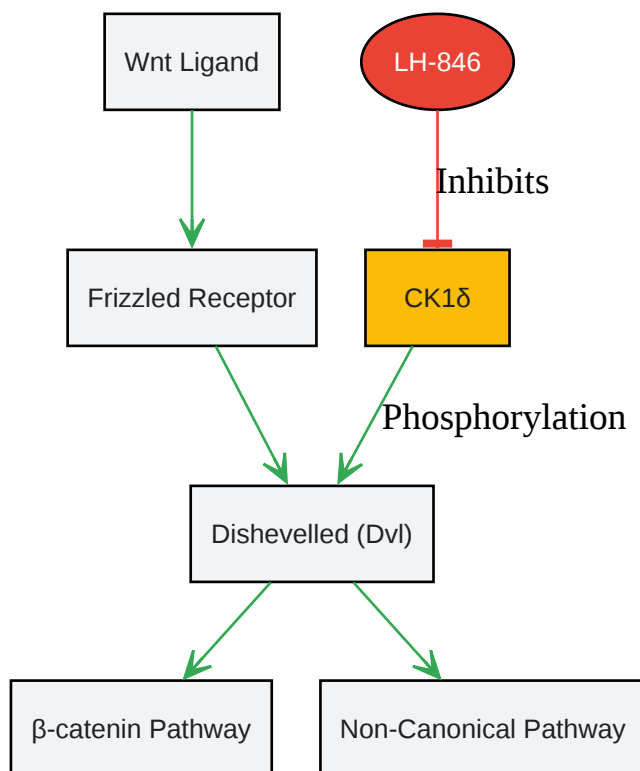 Wnt Ligand
LH-846
Inhibits
Frizzled Receptor
CK1δ
Phosphorylation
Dishevelled (Dvl)
β-catenin Pathway
Non-Canonical Pathway